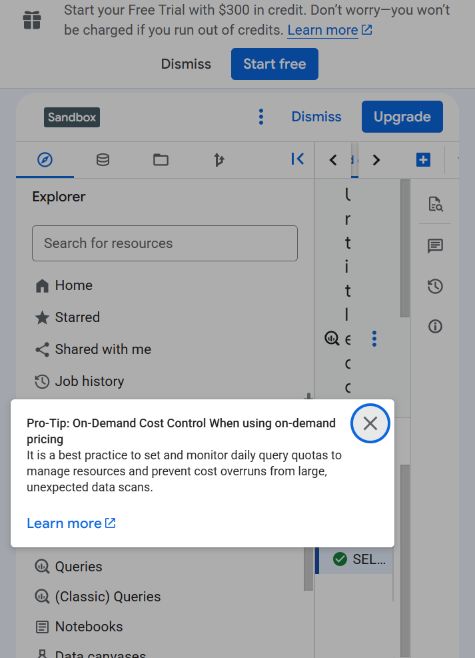 Start your Free Trial with $300 in credit. Don't worry—you won't
be charged if you run out of credits. Learn more
Dismiss
Start free
Sandbox
Dismiss
Upgrade
Explorer
Search for resources
Home
Starred
Shared with me
Job history
Pro-Tip: On-Demand Cost Control When using on-demand
pricing
It is a best practice to set and monitor daily query quotas to
manage resources and prevent cost overruns from large,
unexpected data scans.
Learn more
Queries
SEL...
(Classic) Queries
Notebooks
Data canvases